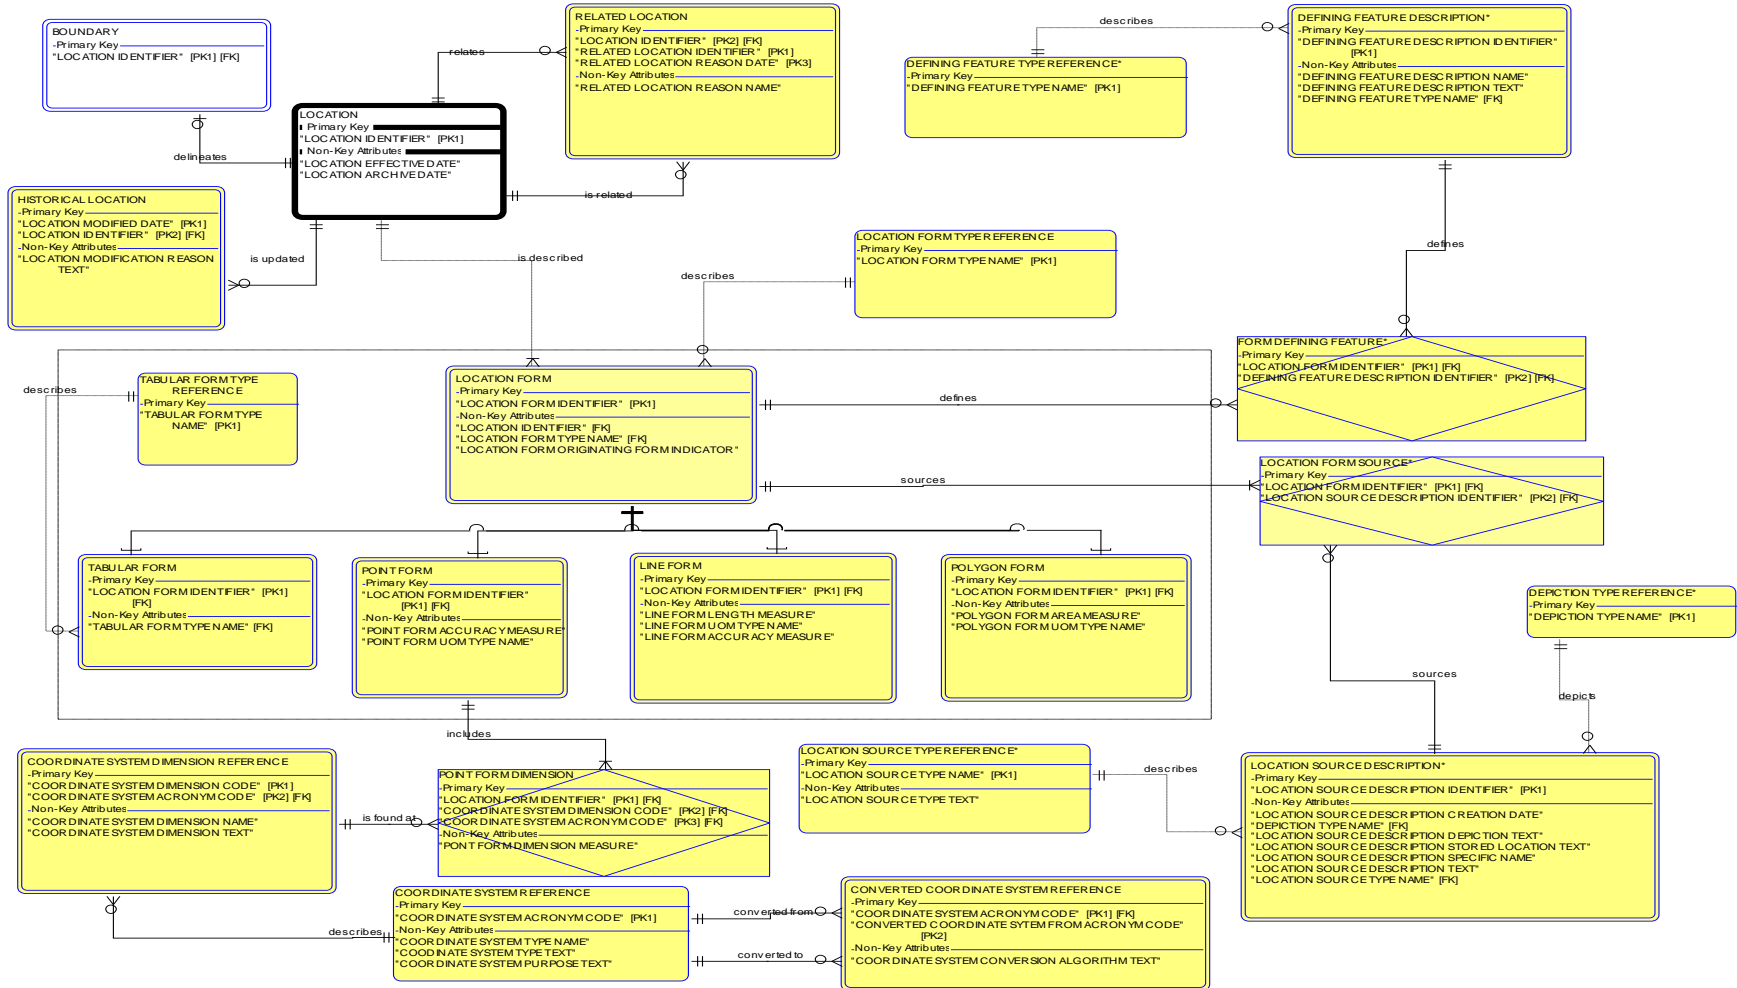 BOUNDARY
-Primary Key
"LOCATION IDENTIFIER" [PK1] [FK]
RELATED LOCATION
-Primary Key
"LOCATION IDENTIFIER" [PK2] [FK]
"RELATED LOCATION IDENTIFIER" [PK1]
"RELATED LOCATION REASON DATE" [PK3]
-Non-Key Attributes
"RELATED LOCATION REASON NAME"
describes
DEFINING FEATURE TYPE REFERENCE*
-Primary Key
"DEFINING FEATURE TYPE NAME" [PK1]
DEFINING FEATURE DESCRIPTION*
-Primary Key
"DEFINING FEATURE DESCRIPTION IDENTIFIER"
[PK1]
-Non-Key Attributes
"DEFINING FEATURE DESCRIPTION NAME"
"DEFINING FEATURE DESCRIPTION TEXT"
"DEFINING FEATURE TYPE NAME" [FK]
relates
LOCATION
Primary Key
"LOCATION IDENTIFIER" [PK1]
Non-Key Attributes
"LOCATION EFFECTIVE DATE"
"LOCATION ARCHIVE DATE"
delineates
is related
HISTORICAL LOCATION
-Primary Key
"LOCATION MODIFIED DATE" [PK1]
"LOCATION IDENTIFIER" [PK2] [FK]
-Non-Key Attributes
"LOCATION MODIFICATION REASON
TEXT"
is updated
is described
LOCATION FORM TYPE REFERENCE
-Primary Key
"LOCATION FORM TYPE NAME" [PK1]
describes
defines
FORM DEFINING FEATURE*
-Primary Key
"LOCATION FORM IDENTIFIER" [PK1] [FK]
"DEFINING FEATURE DESCRIPTION IDENTIFIER" [PK2] [FK]
describes
TABULAR FORM TYPE
REFERENCE
-Primary Key
"TABULAR FORM TYPE
NAME" [PK1]
LOCATION FORM
-Primary Key
"LOCATION FORM IDENTIFIER" [PK1]
-Non-Key Attributes
"LOCATION IDENTIFIER" [FK]
"LOCATION FORM TYPE NAME" [FK]
"LOCATION FORM ORIGINATING FORM INDICATOR"
defines
sources
LOCATION FORM SOURCE*
-Primary Key
"LOCATION FORM IDENTIFIER" [PK1] [FK]
"LOCATION SOURCE DESCRIPTION IDENTIFIER" [PK2] [FK]
TABULAR FORM
-Primary Key
"LOCATION FORM IDENTIFIER" [PK1]
[FK]
-Non-Key Attributes
"TABULAR FORM TYPE NAME" [FK]
POINT FORM
-Primary Key
"LOCATION FORM IDENTIFIER"
[PK1] [FK]
-Non-Key Attributes
"POINT FORM ACCURACY MEASURE"
"POINT FORM UOM TYPE NAME"
LINE FORM
-Primary Key
"LOCATION FORM IDENTIFIER" [PK1] [FK]
-Non-Key Attributes
"LINE FORM LENGTH MEASURE"
"LINE FORM UOM TYPE NAME"
"LINE FORM ACCURACY MEASURE"
POLYGON FORM
-Primary Key
"LOCATION FORM IDENTIFIER" [PK1] [FK]
-Non-Key Attributes
"POLYGON FORM AREA MEASURE"
"POLYGON FORM UOM TYPE NAME"
DEPICTION TYPE REFERENCE*
-Primary Key
"DEPICTION TYPE NAME" [PK1]
sources
depicts
includes
COORDINATE SYSTEM DIMENSION REFERENCE
-Primary Key
"COORDINATE SYSTEM DIMENSION CODE" [PK1]
"COORDINATE SYSTEM ACRONYM CODE" [PK2] [FK]
-Non-Key Attributes
"COORDINATE SYSTEM DIMENSION NAME"
"COORDINATE SYSTEM DIMENSION TEXT"
is found at
POINT FORM DIMENSION
-Primary Key
"LOCATION FORM IDENTIFIER" [PK1] [FK]
"COORDINATE SYSTEM DIMENSION CODE" [PK2] [FK]
"COORDINATE SYSTEM ACRONYM CODE" [PK3] [FK]
-Non-Key Attributes
"PONT FORM DIMENSION MEASURE"
LOCATION SOURCE TYPE REFERENCE*
-Primary Key
"LOCATION SOURCE TYPE NAME" [PK1]
-Non-Key Attributes
"LOCATION SOURCE TYPE TEXT"
describes
LOCATION SOURCE DESCRIPTION*
-Primary Key
"LOCATION SOURCE DESCRIPTION IDENTIFIER" [PK1]
-Non-Key Attributes
"LOCATION SOURCE DESCRIPTION CREATION DATE"
"DEPICTION TYPE NAME" [FK]
"LOCATION SOURCE DESCRIPTION DEPICTION TEXT"
"LOCATION SOURCE DESCRIPTION STORED LOCATION TEXT"
"LOCATION SOURCE DESCRIPTION SPECIFIC NAME"
"LOCATION SOURCE DESCRIPTION TEXT"
"LOCATION SOURCE TYPE NAME" [FK]
describes
COORDINATE SYSTEM REFERENCE
-Primary Key
"COORDINATE SYSTEM ACRONYM CODE" [PK1]
-Non-Key Attributes
"COORDINATE SYSTEM TYPE NAME"
"COODINATE SYSTEM TYPE TEXT"
"COORDINATE SYSTEM PURPOSE TEXT"
converted from
converted to
CONVERTED COORDINATE SYSTEM REFERENCE
-Primary Key
"COORDINATE SYSTEM ACRONYM CODE" [PK1] [FK]
"CONVERTED COORDINATE SYTEM FROM ACRONYM CODE"
[PK2]
-Non-Key Attributes
"COORDINATE SYSTEM CONVERSION ALGORITHM TEXT"